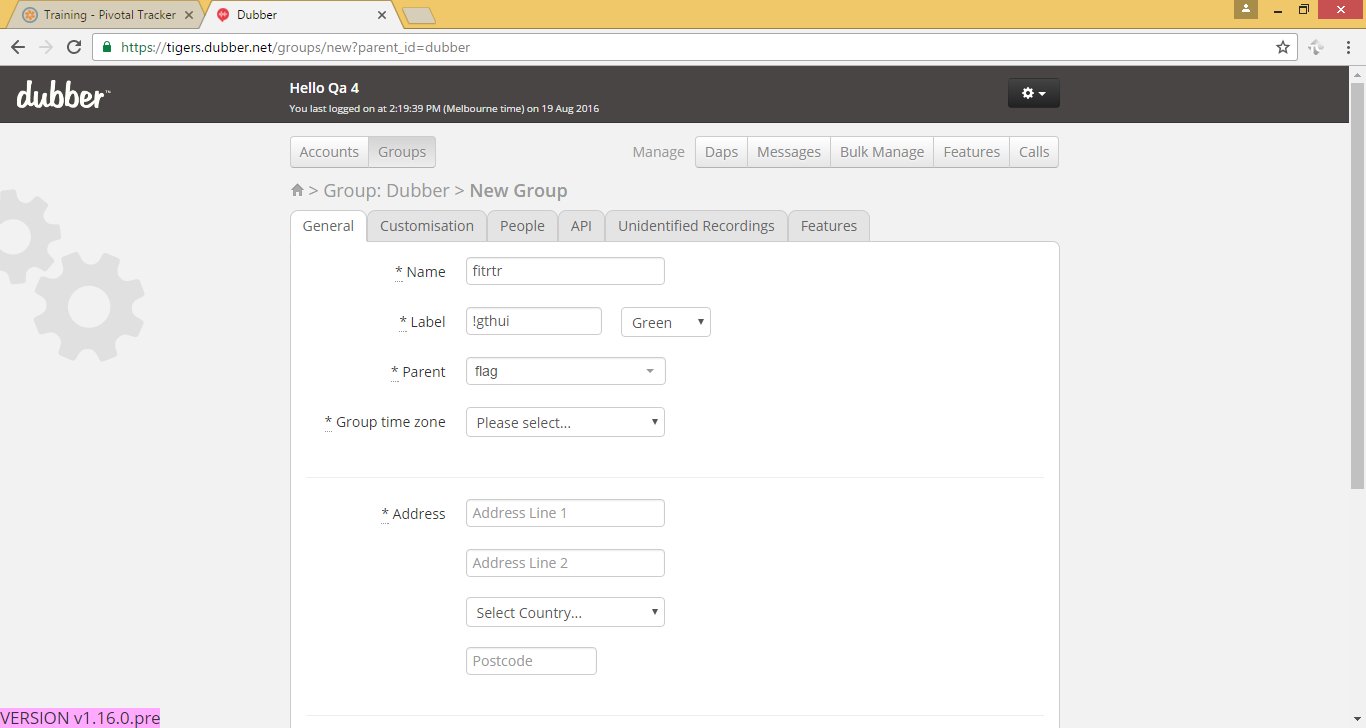 Training - Pivotal Tracker
Dubber
https://tigers.dubber.net/groups/new?parent_id=dubber
dubber™
Hello Qa 4
You last logged on at 2:19:39 PM (Melbourne time) on 19 Aug 2016
Accounts Groups Manage Daps Messages Bulk Manage Features Calls
> Group: Dubber > New Group
General Customisation People API Unidentified Recordings Features
* Name fitrtr
* Label !gthui Green
* Parent flag
* Group time zone Please select...
* Address Address Line 1
Address Line 2
Select Country...
Postcode
VERSION v1.16.0.pre